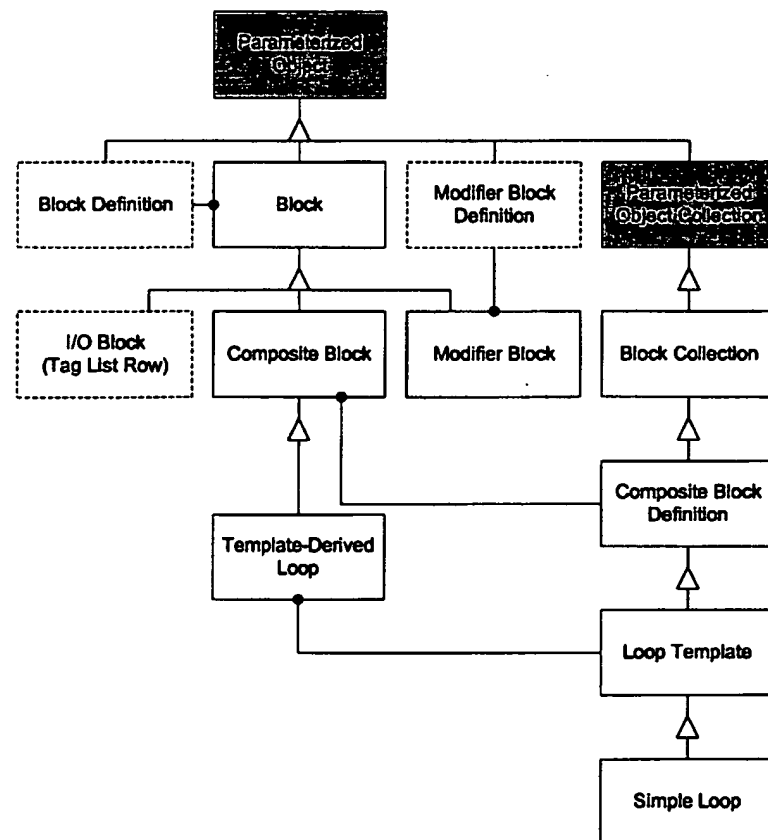 Parameterized
Object
Block Definition
Block
Modifier Block
Definition
Parameterized
Object Collection
I/O Block
(Tag List Row)
Composite Block
Modifier Block
Block Collection
Composite Block
Definition
Template-Derived
Loop
Loop Template
Simple Loop